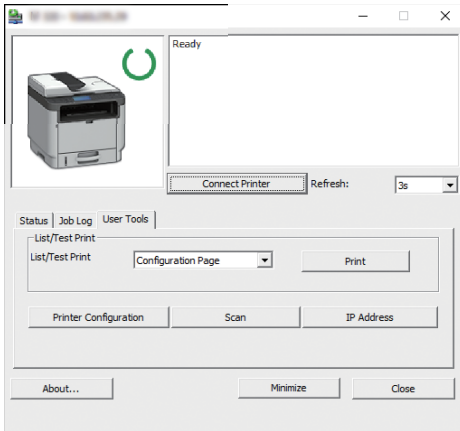 Ready
Connect Printer Refresh: 3s
Status Job Log User Tools
List/Test Print
List/Test Print Configuration Page Print
Printer Configuration Scan IP Address
About... Minimize Close